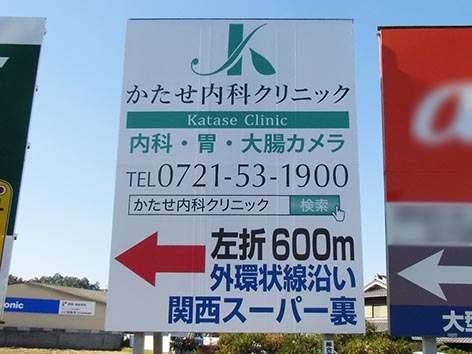 かたせ内科クリニック
Katase Clinic
内科・胃・大腸カメラ
TEL0721-53-1900
かたせ内科クリニック 検索
左折600m
外環状線沿い
関西スーパー裏
onic
大